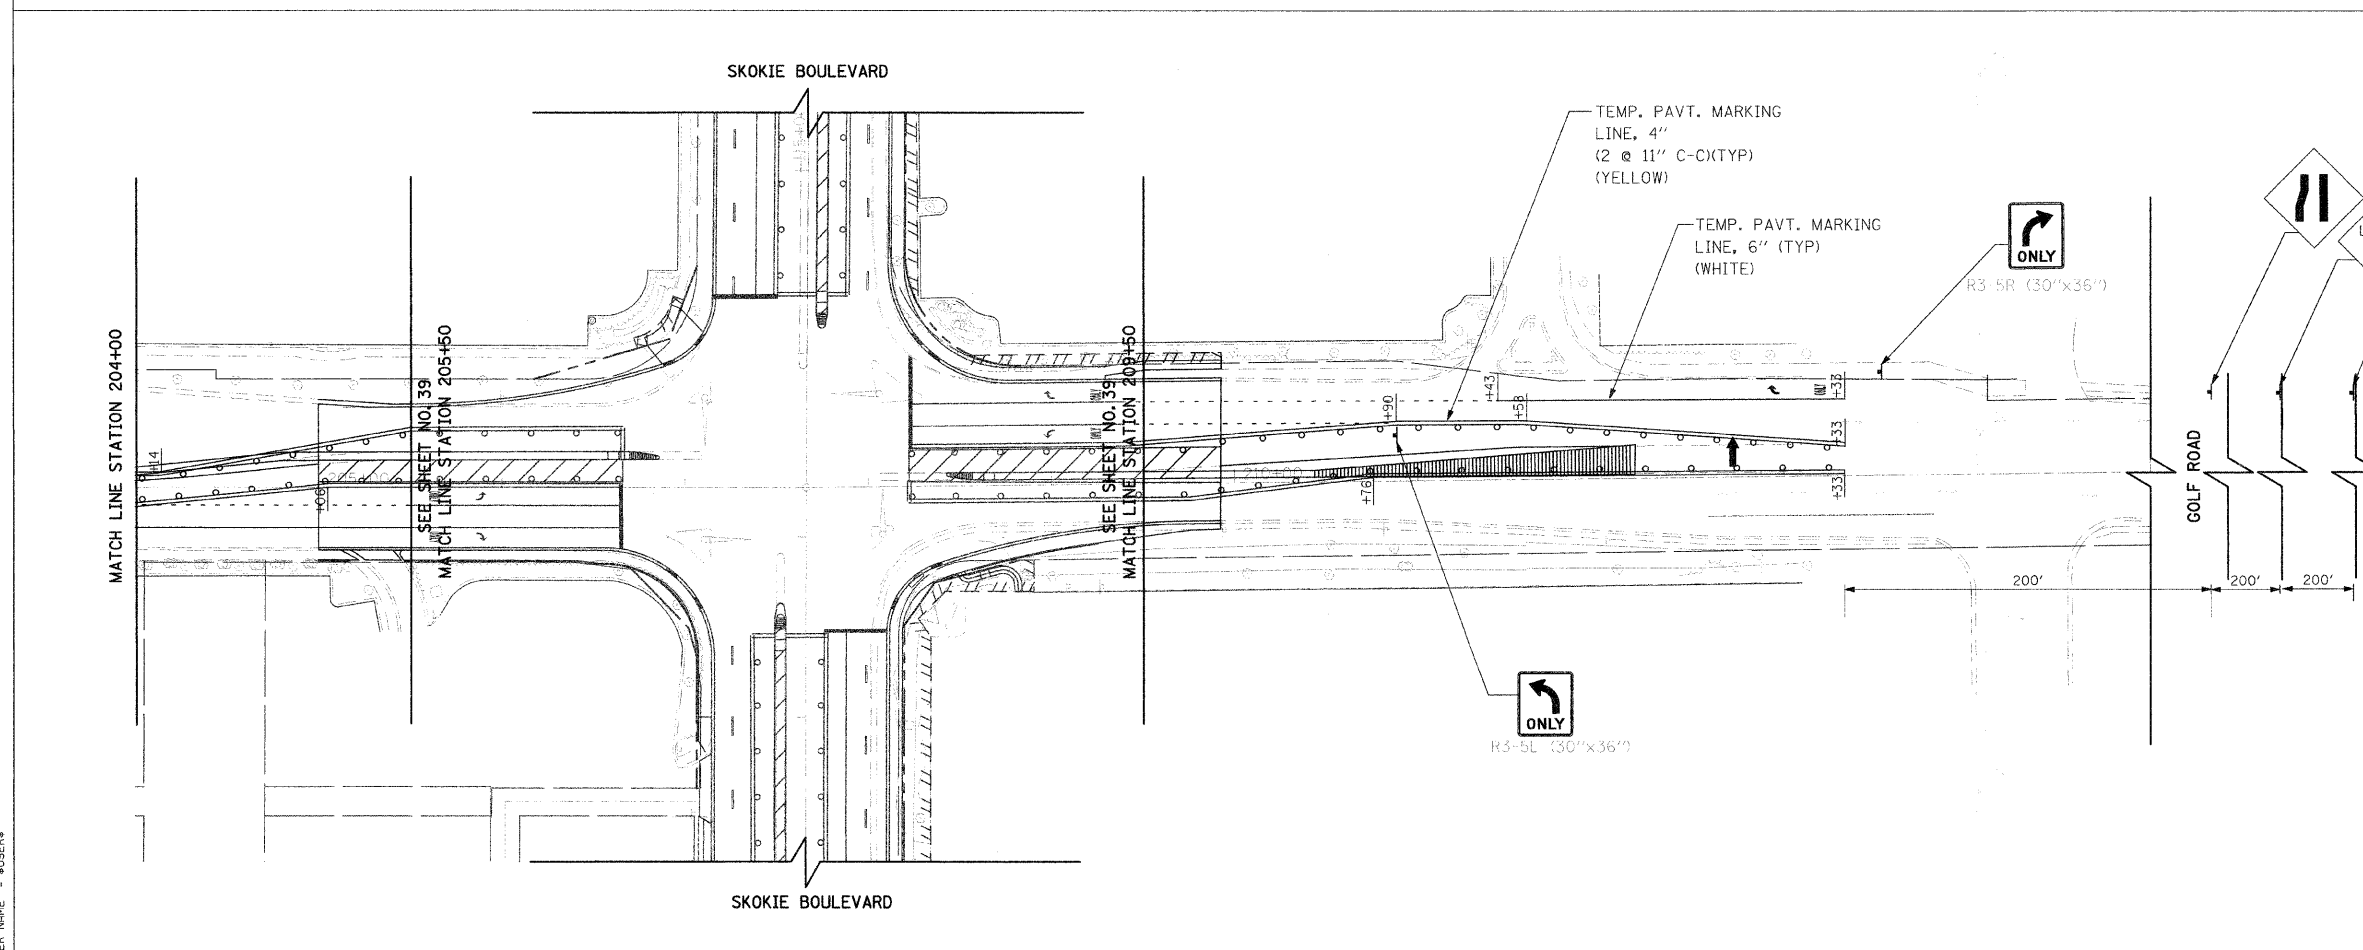 SKOKIE BOULEVARD
TEMP. PAVT. MARKING
LINE, 4"
(2 @ 11" C-C)(TYP)
(YELLOW)
TEMP. PAVT. MARKING
LINE, 6" (TYP)
(WHITE)
ONLY
R3-5R (30"x36")
MATCH LINE STATION 204+00
SEE SHEET NO. 39
MATCH LINE STATION 205+50
SEE SHEET NO. 39
MATCH LINE STATION 209+50
+14
+06
+90
+43
+58
+33
+33
+33
+76
ONLY
ONLY
ONLY
GOLF ROAD
200'
200'
200'
ONLY
R3-5L (30"x36")
SKOKIE BOULEVARD